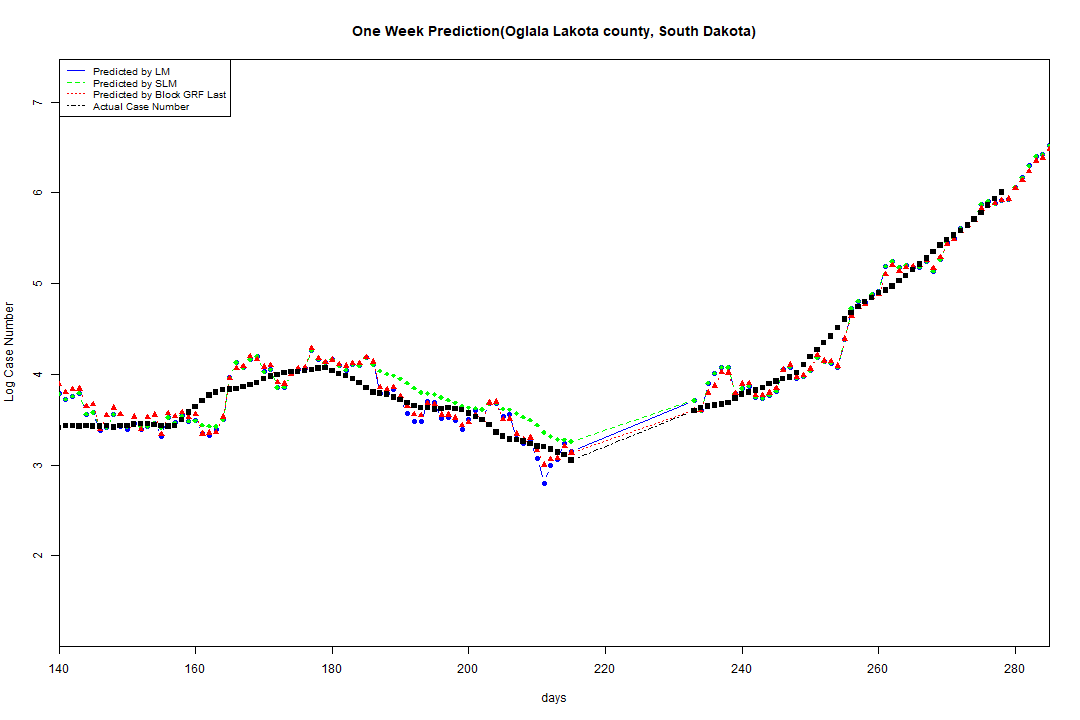 One Week Prediction(Oglala Lakota county, South Dakota)
Predicted by LM
Predicted by SLM
Predicted by Block GRF Last
Actual Case Number
7
6
5
4
3
2
Log Case Number
140 160 180 200 220 240 260 280
days